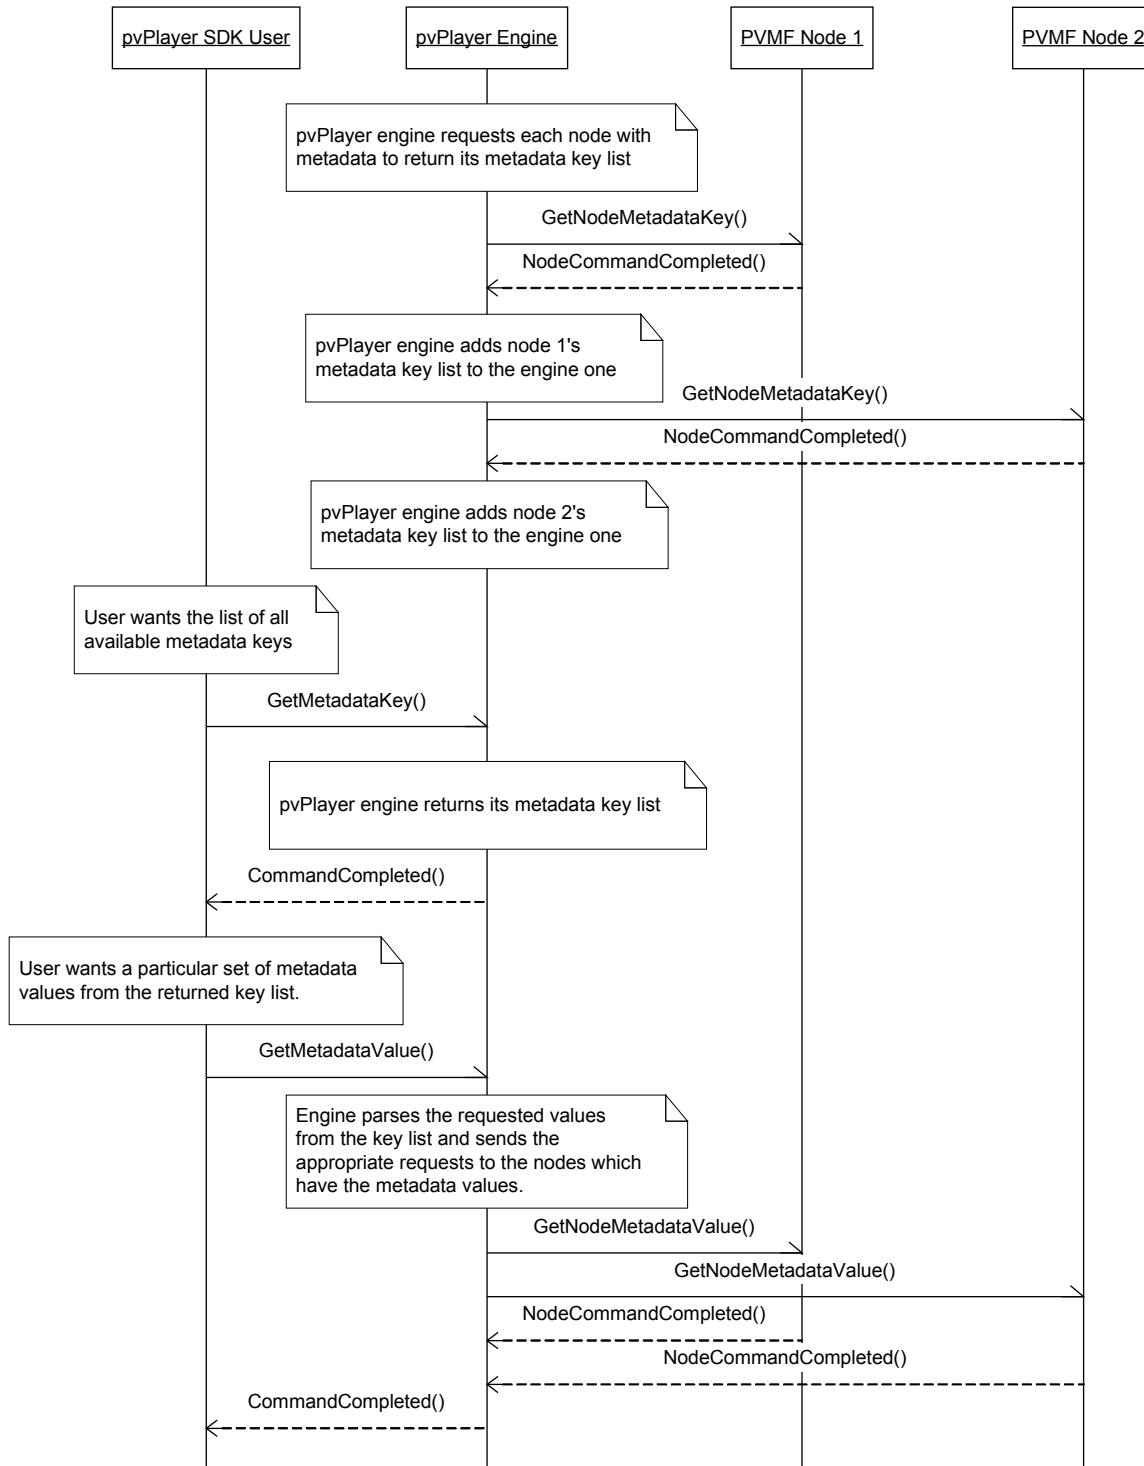 pvPlayer SDK User
pvPlayer Engine
PVMF Node 1
PVMF Node 2
pvPlayer engine requests each node with
metadata to return its metadata key list
GetNodeMetadataKey()
NodeCommandCompleted()
pvPlayer engine adds node 1's
metadata key list to the engine one
GetNodeMetadataKey()
NodeCommandCompleted()
pvPlayer engine adds node 2's
metadata key list to the engine one
User wants the list of all
available metadata keys
GetMetadataKey()
pvPlayer engine returns its metadata key list
CommandCompleted()
User wants a particular set of metadata
values from the returned key list.
GetMetadataValue()
Engine parses the requested values
from the key list and sends the
appropriate requests to the nodes which
have the metadata values.
GetNodeMetadataValue()
GetNodeMetadataValue()
NodeCommandCompleted()
NodeCommandCompleted()
CommandCompleted()